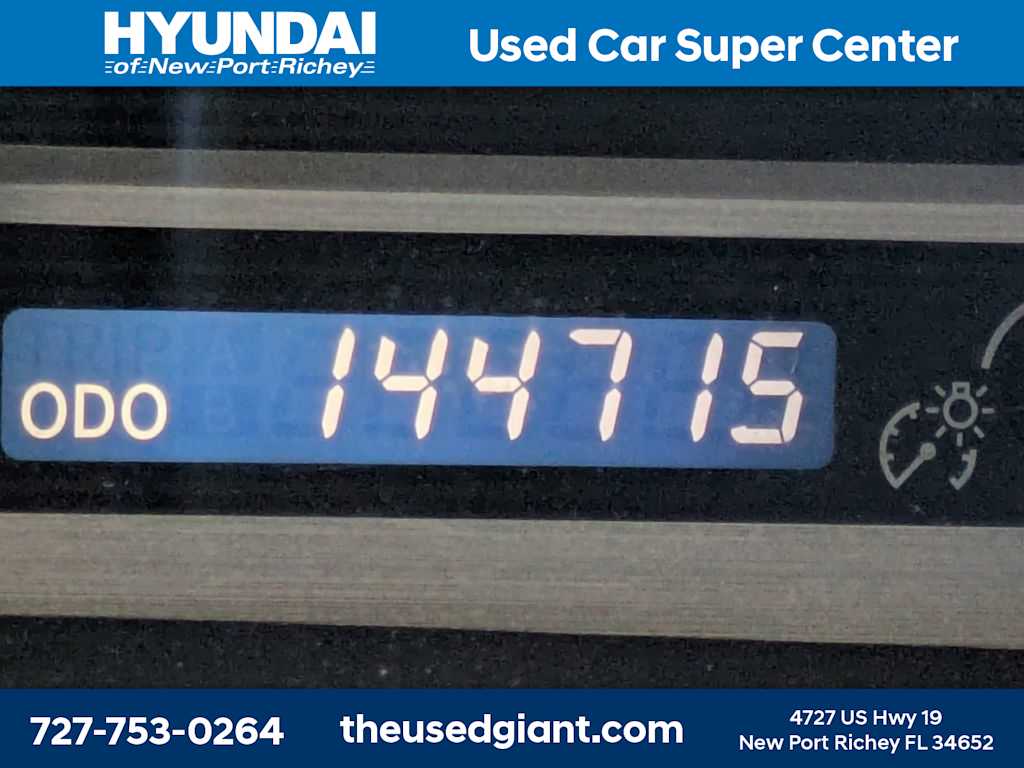 HYUNDAI
of New Port Richey
Used Car Super Center
ODO 144715
727-753-0264
theusedgiant.com
4727 US Hwy 19
New Port Richey FL 34652